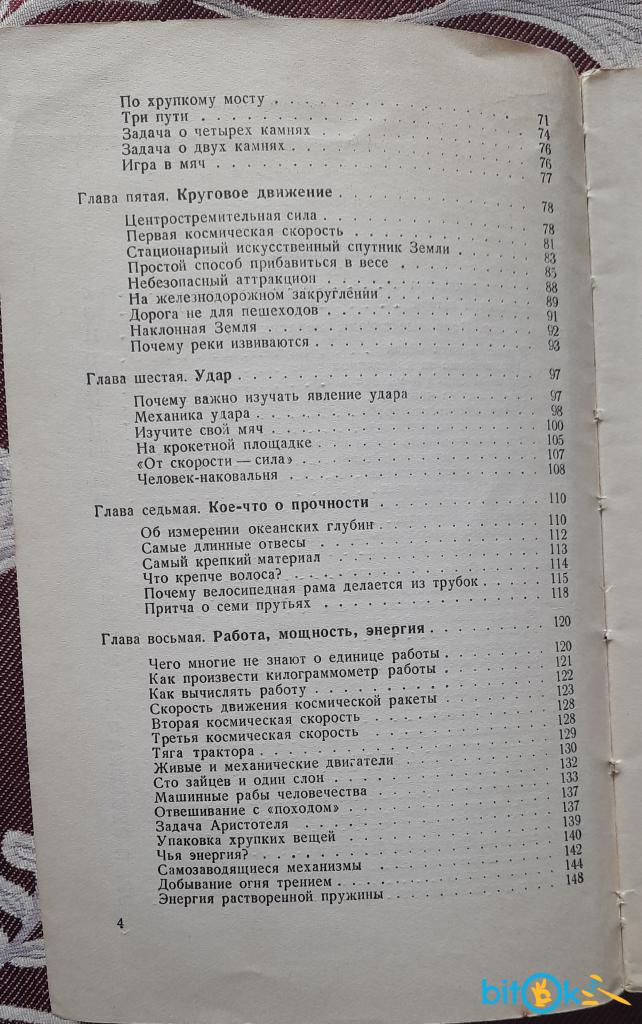 По хрупкому мосту . . . . . . . . . . 71
Три пути . . . . . . . . . . 74
Задача о четырех камнях . . . . . . . . . . 76
Задача о двух камнях . . . . . . . . . . 76
Игра в мяч . . . . . . . . . . 77
Глава пятая. Круговое движение . . . . . . . . . . 78
Центростремительная сила . . . . . . . . . . 78
Первая космическая скорость . . . . . . . . . . 81
Стационарный искусственный спутник Земли . . . . . 83
Простой способ прибавиться в весе . . . . . . . . 85
Небезопасный аттракцион . . . . . . . . . . 88
На железнодорожном закруглении . . . . . . . . . . 89
Дорога не для пешеходов . . . . . . . . . . 91
Наклонная Земля . . . . . . . . . . 92
Почему реки извиваются . . . . . . . . . . 93
Глава шестая. Удар . . . . . . . . . . 97
Почему важно изучать явление удара . . . . . . . . 97
Механика удара . . . . . . . . . . 98
Изучите свой мяч . . . . . . . . . . 100
На крокетной площадке . . . . . . . . . . 105
«От скорости — сила» . . . . . . . . . . 107
Человек-наковальня . . . . . . . . . . 108
Глава седьмая. Кое-что о прочности . . . . . . . . 110
Об измерении океанских глубин . . . . . . . . . . 110
Самые длинные отвесы . . . . . . . . . . 112
Самый крепкий материал . . . . . . . . . . 113
Что крепче волоса? . . . . . . . . . . 114
Почему велосипедная рама делается из трубок . . . . . 115
Притча о семи прутьях . . . . . . . . . . 118
Глава восьмая. Работа, мощность, энергия . . . . . . . 120
Чего многие не знают о единице работы . . . . . . . 120
Как произвести килограммометр работы . . . . . . . 121
Как вычислять работу . . . . . . . . . . 122
Скорость движения космической ракеты . . . . . . . 123
Вторая космическая скорость . . . . . . . . . . 128
Третья космическая скорость . . . . . . . . . . 128
Тяга трактора . . . . . . . . . . 129
Живые и механические двигатели . . . . . . . . . . 130
Сто зайцев и один слон . . . . . . . . . . 132
Машинные рабы человечества . . . . . . . . . . 133
Отвешивание с «походом» . . . . . . . . . . 137
Задача Аристотеля . . . . . . . . . . 137
Упаковка хрупких вещей . . . . . . . . . . 139
Чья энергия? . . . . . . . . . . 140
Самозаводящиеся механизмы . . . . . . . . . . 142
Добывание огня трением . . . . . . . . . . 144
Энергия растворенной пружины . . . . . . . . . . 148
4
bitOk